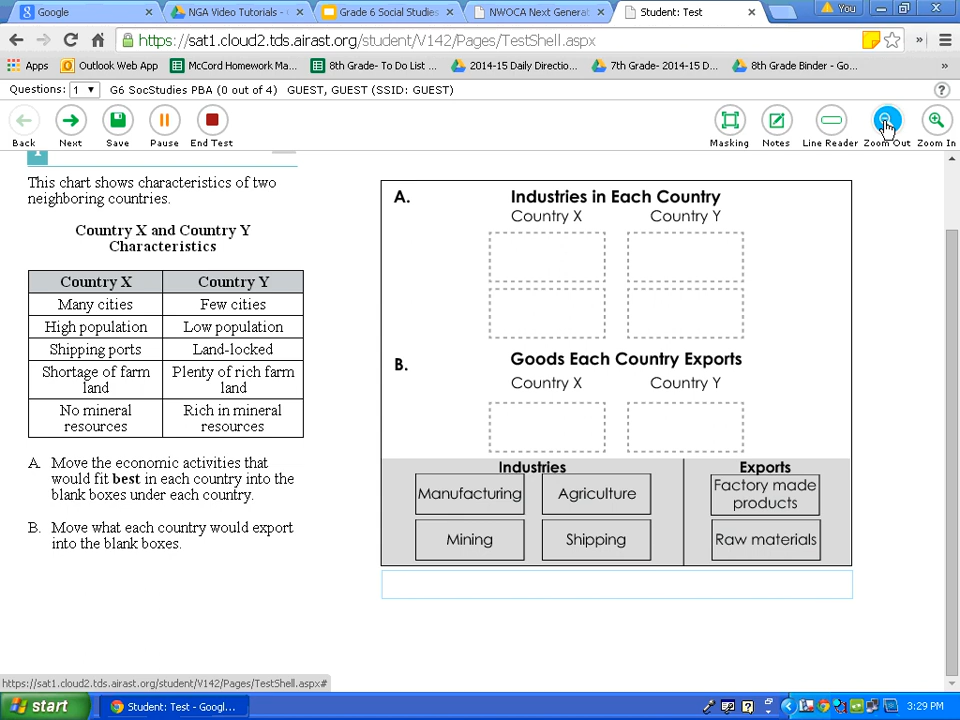 Google
NGA Video Tutorials -
Grade 6 Social Studies
NWOCA Next Generat
Student: Test
You
https://sat1.cloud2.tds.airast.org/student/V142/Pages/TestShell.aspx
Apps
Outlook Web App
McCord Homework Ma...
8th Grade- To Do List ...
2014-15 Daily Directio...
7th Grade- 2014-15 D...
8th Grade Binder - Go...
Questions: 1 G6 SocStudies PBA (0 out of 4) GUEST, GUEST (SSID: GUEST)
Back Next Save Pause End Test Masking Notes Line Reader Zoom Out Zoom In
1
This chart shows characteristics of two
neighboring countries.
Country X and Country Y
Characteristics
Country X Country Y
Many cities Few cities
High population Low population
Shipping ports Land-locked
Shortage of farm Plenty of rich farm
land land
No mineral Rich in mineral
resources resources
A. Move the economic activities that
would fit best in each country into the
blank boxes under each country.
B. Move what each country would export
into the blank boxes.
A. Industries in Each Country
Country X Country Y
B. Goods Each Country Exports
Country X Country Y
Industries
Manufacturing Agriculture
Mining Shipping
Exports
Factory made
products
Raw materials
https://sat1.cloud2.tds.airast.org/student/V142/Pages/TestShell.aspx#
start
Student: Test - Googl...
3:29 PM